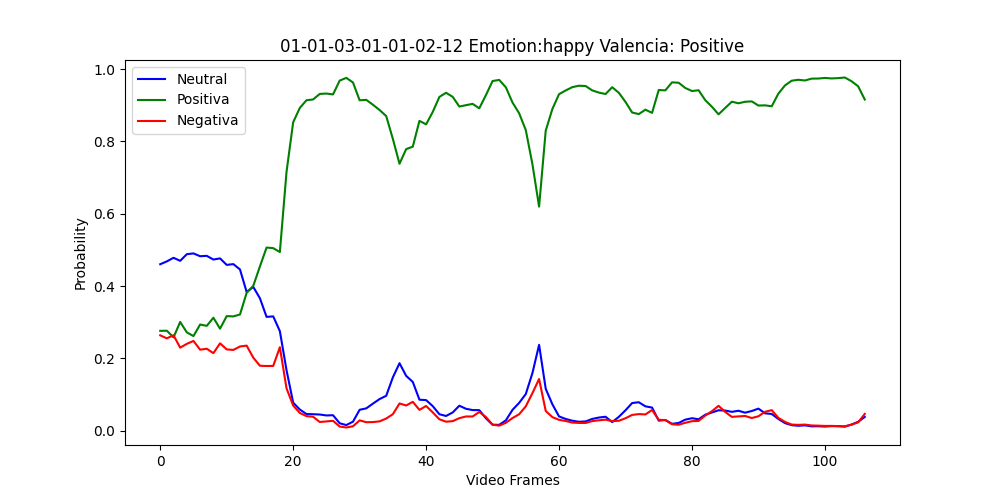 01-01-03-01-01-02-12 Emotion:happy Valencia: Positive
Neutral
Positiva
Negativa
1.0
0.8
0.6
0.4
0.2
0.0
Probability
0 20 40 60 80 100
Video Frames